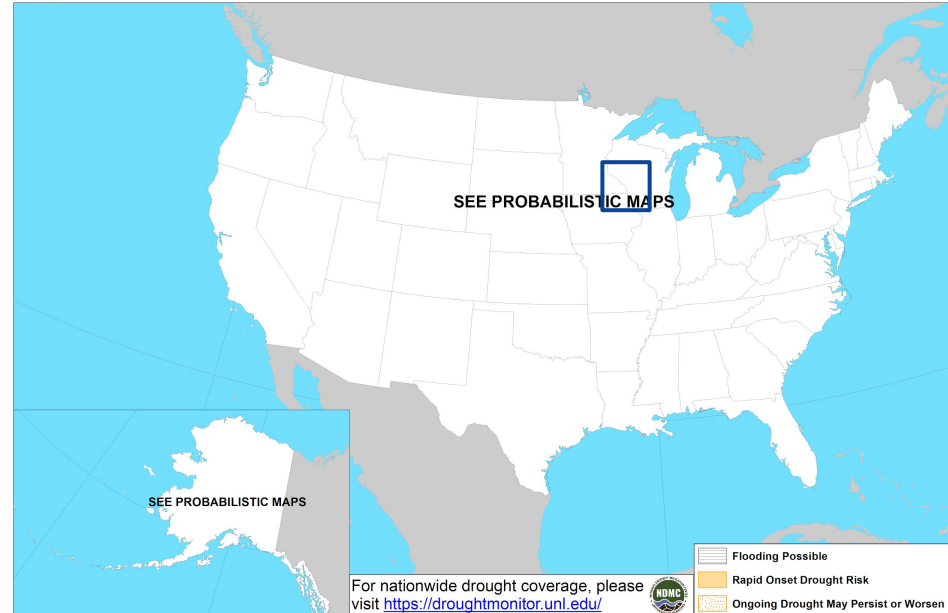 SEE PROBABILISTIC MAPS
SEE PROBABILISTIC MAPS
For nationwide drought coverage, please
visit https://droughtmonitor.unl.edu/
NDMC
Flooding Possible
Rapid Onset Drought Risk
Ongoing Drought May Persist or Worsen